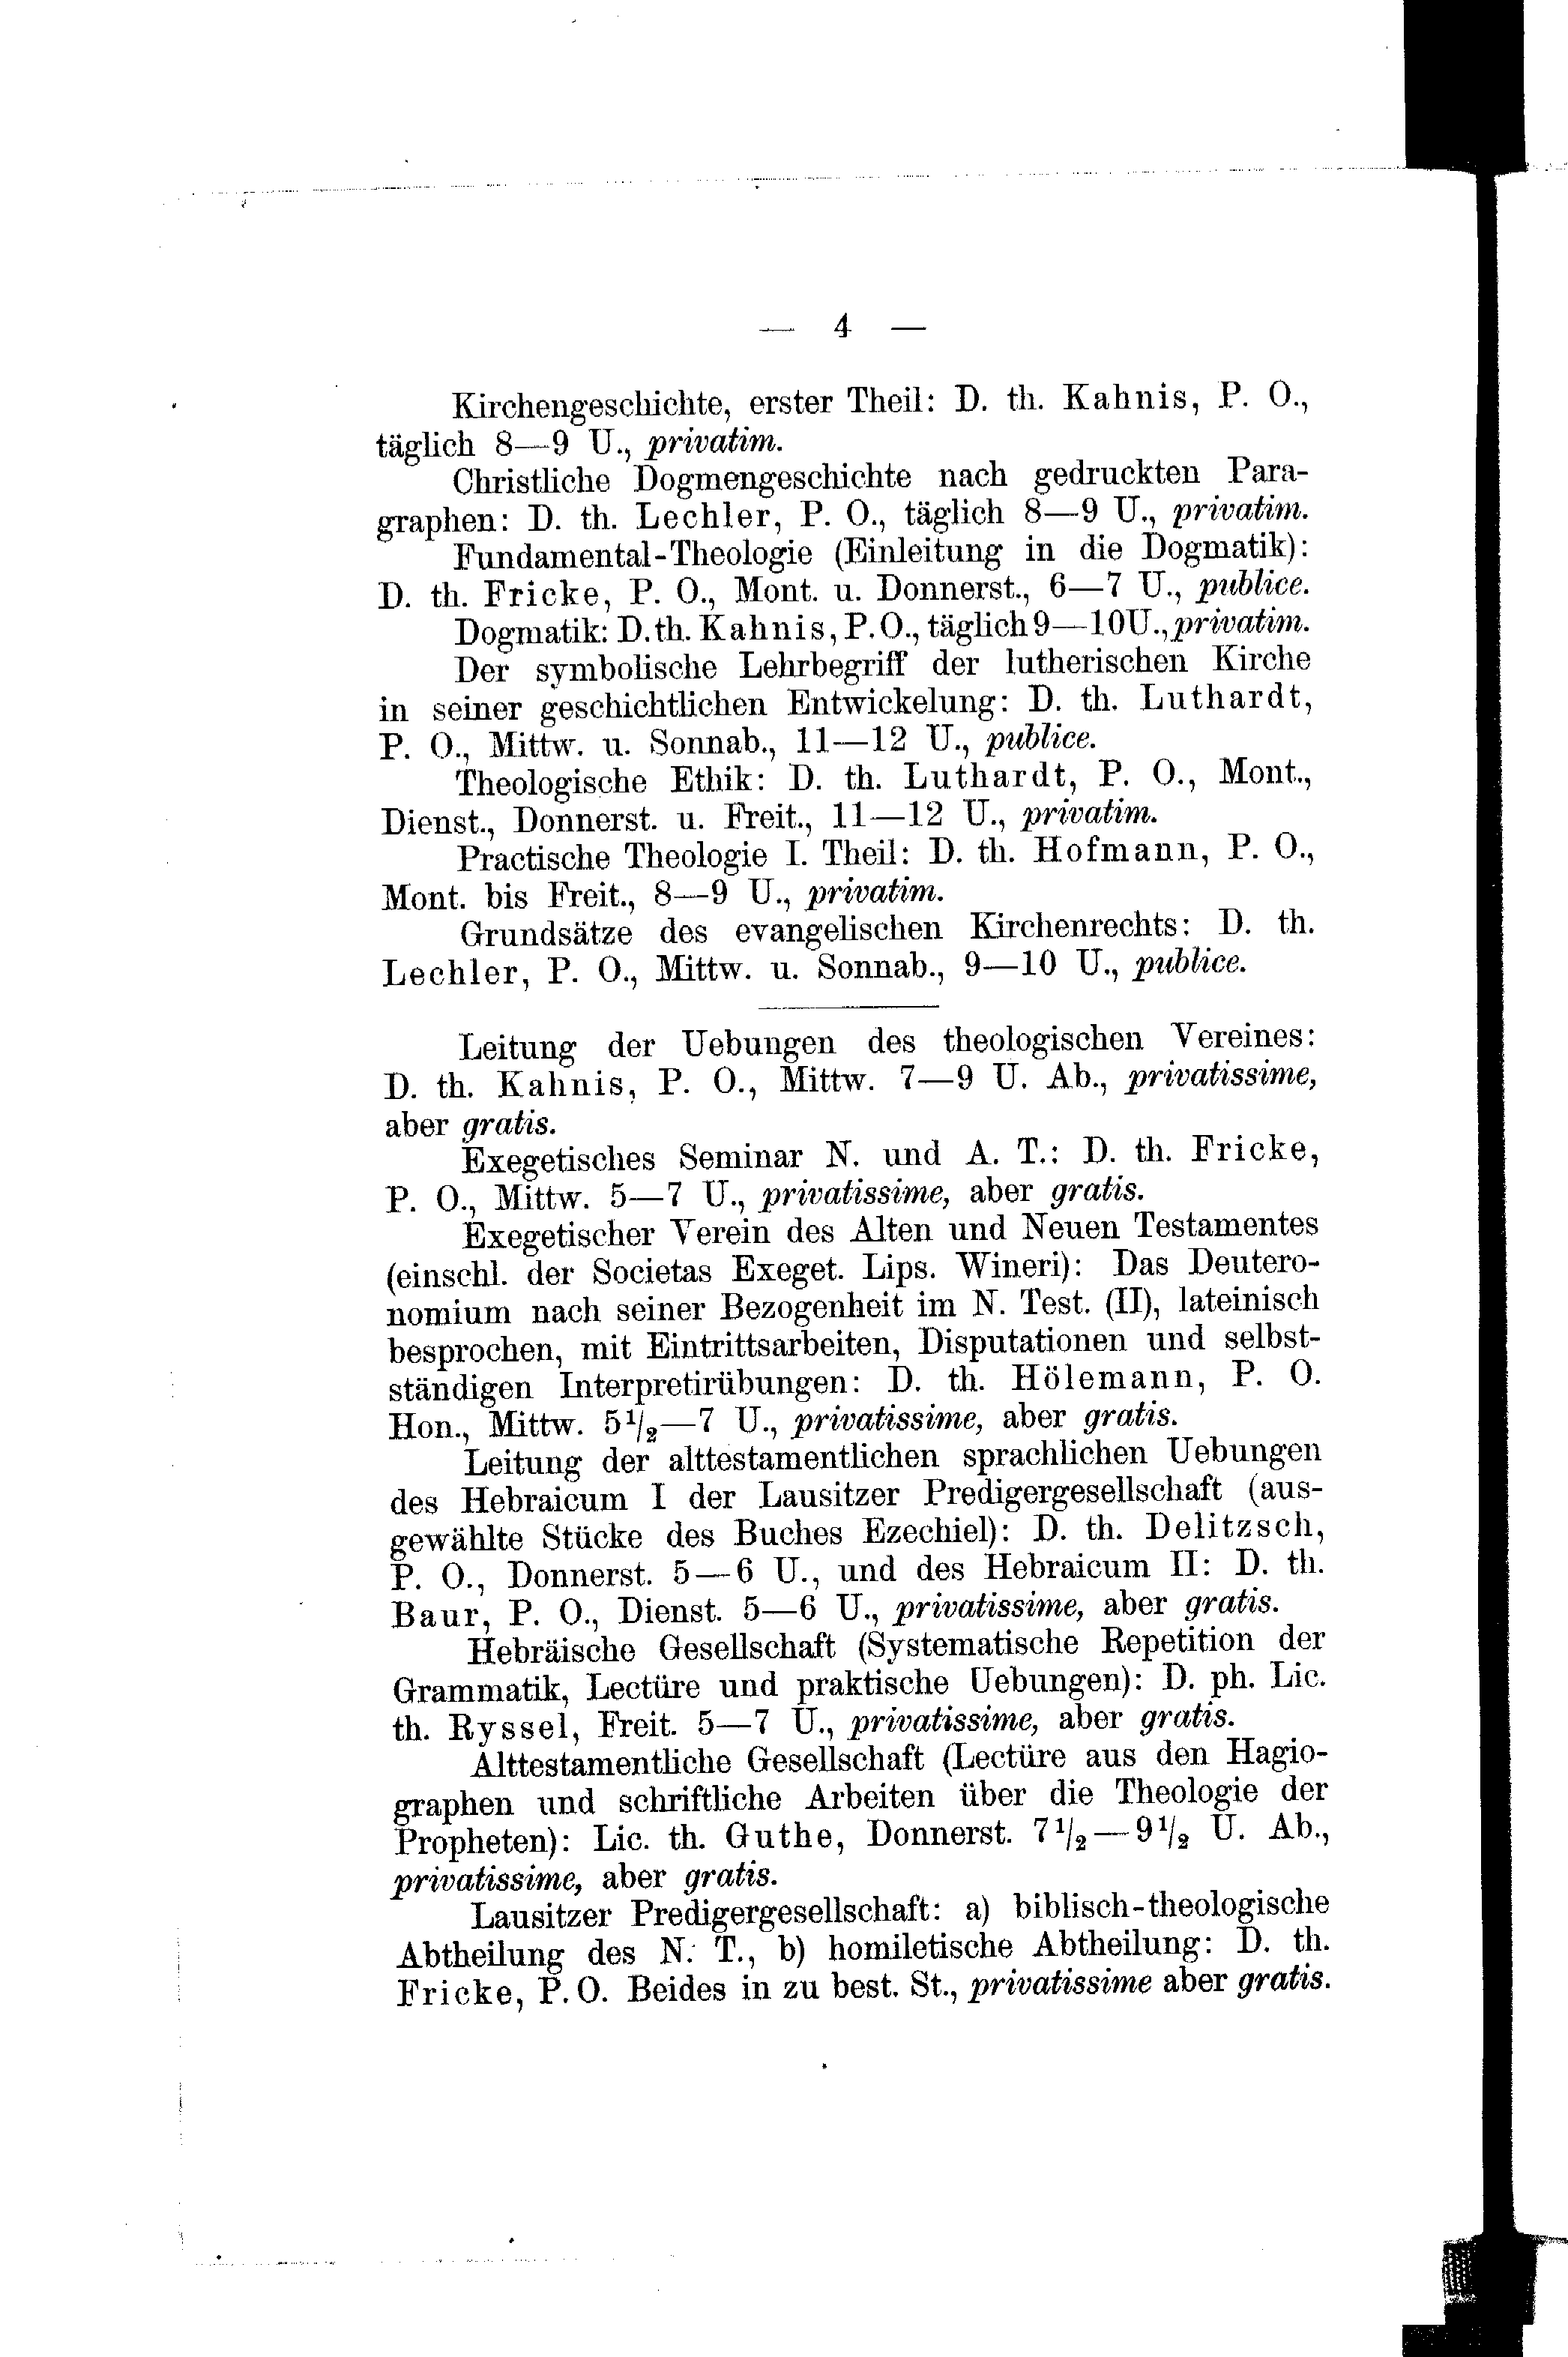 — 4 —
Kirchengeschichte, erster Theil: D. th. Kahnis, P. O.,
täglich 8—9 U., privatim.
Christliche Dogmengeschichte nach gedruckten Para-
graphen: D. th. Lechler, P. O., täglich 8—9 U., privatim.
Fundamental-Theologie (Einleitung in die Dogmatik):
D. th. Fricke, P. O., Mont. u. Donnerst., 6—7 U., publice.
Dogmatik: D. th. Kahnis, P. O., täglich 9—10 U., privatim.
Der symbolische Lehrbegriff der lutherischen Kirche
in seiner geschichtlichen Entwickelung: D. th. Luthardt,
P. O., Mittw. u. Sonnab., 11—12 U., publice.
Theologische Ethik: D. th. Luthardt, P. O., Mont.,
Dienst., Donnerst. u. Freit., 11—12 U., privatim.
Practische Theologie I. Theil: D. th. Hofmann, P. O.,
Mont. bis Freit., 8—9 U., privatim.
Grundsätze des evangelischen Kirchenrechts: D. th.
Lechler, P. O., Mittw. u. Sonnab., 9—10 U., publice.
Leitung der Uebungen des theologischen Vereines:
D. th. Kahnis, P. O., Mittw. 7—9 U. Ab., privatissime,
aber gratis.
Exegetisches Seminar N. und A. T.: D. th. Fricke,
P. O., Mittw. 5—7 U., privatissime, aber gratis.
Exegetischer Verein des Alten und Neuen Testamentes
(einschl. der Societas Exeget. Lips. Wineri): Das Deutero-
nomium nach seiner Bezogenheit im N. Test. (II), lateinisch
besprochen, mit Eintrittsarbeiten, Disputationen und selbst-
ständigen Interpretirübungen: D. th. Hölemann, P. O.
Hon., Mittw. 5 1/2—7 U., privatissime, aber gratis.
Leitung der alttestamentlichen sprachlichen Uebungen
des Hebraicum I der Lausitzer Predigergesellschaft (aus-
gewählte Stücke des Buches Ezechiel): D. th. Delitzsch,
P. O., Donnerst. 5—6 U., und des Hebraicum II: D. th.
Baur, P. O., Dienst. 5—6 U., privatissime, aber gratis.
Hebräische Gesellschaft (Systematische Repetition der
Grammatik, Lectüre und praktische Uebungen): D. ph. Lic.
th. Ryssel, Freit. 5—7 U., privatissime, aber gratis.
Alttestamentliche Gesellschaft (Lectüre aus den Hagio-
graphen und schriftliche Arbeiten über die Theologie der
Propheten): Lic. th. Guthe, Donnerst. 7 1/2—9 1/2 U. Ab.,
privatissime, aber gratis.
Lausitzer Predigergesellschaft: a) biblisch-theologische
Abtheilung des N. T., b) homiletische Abtheilung: D. th.
Fricke, P. O. Beides in zu best. St., privatissime aber gratis.